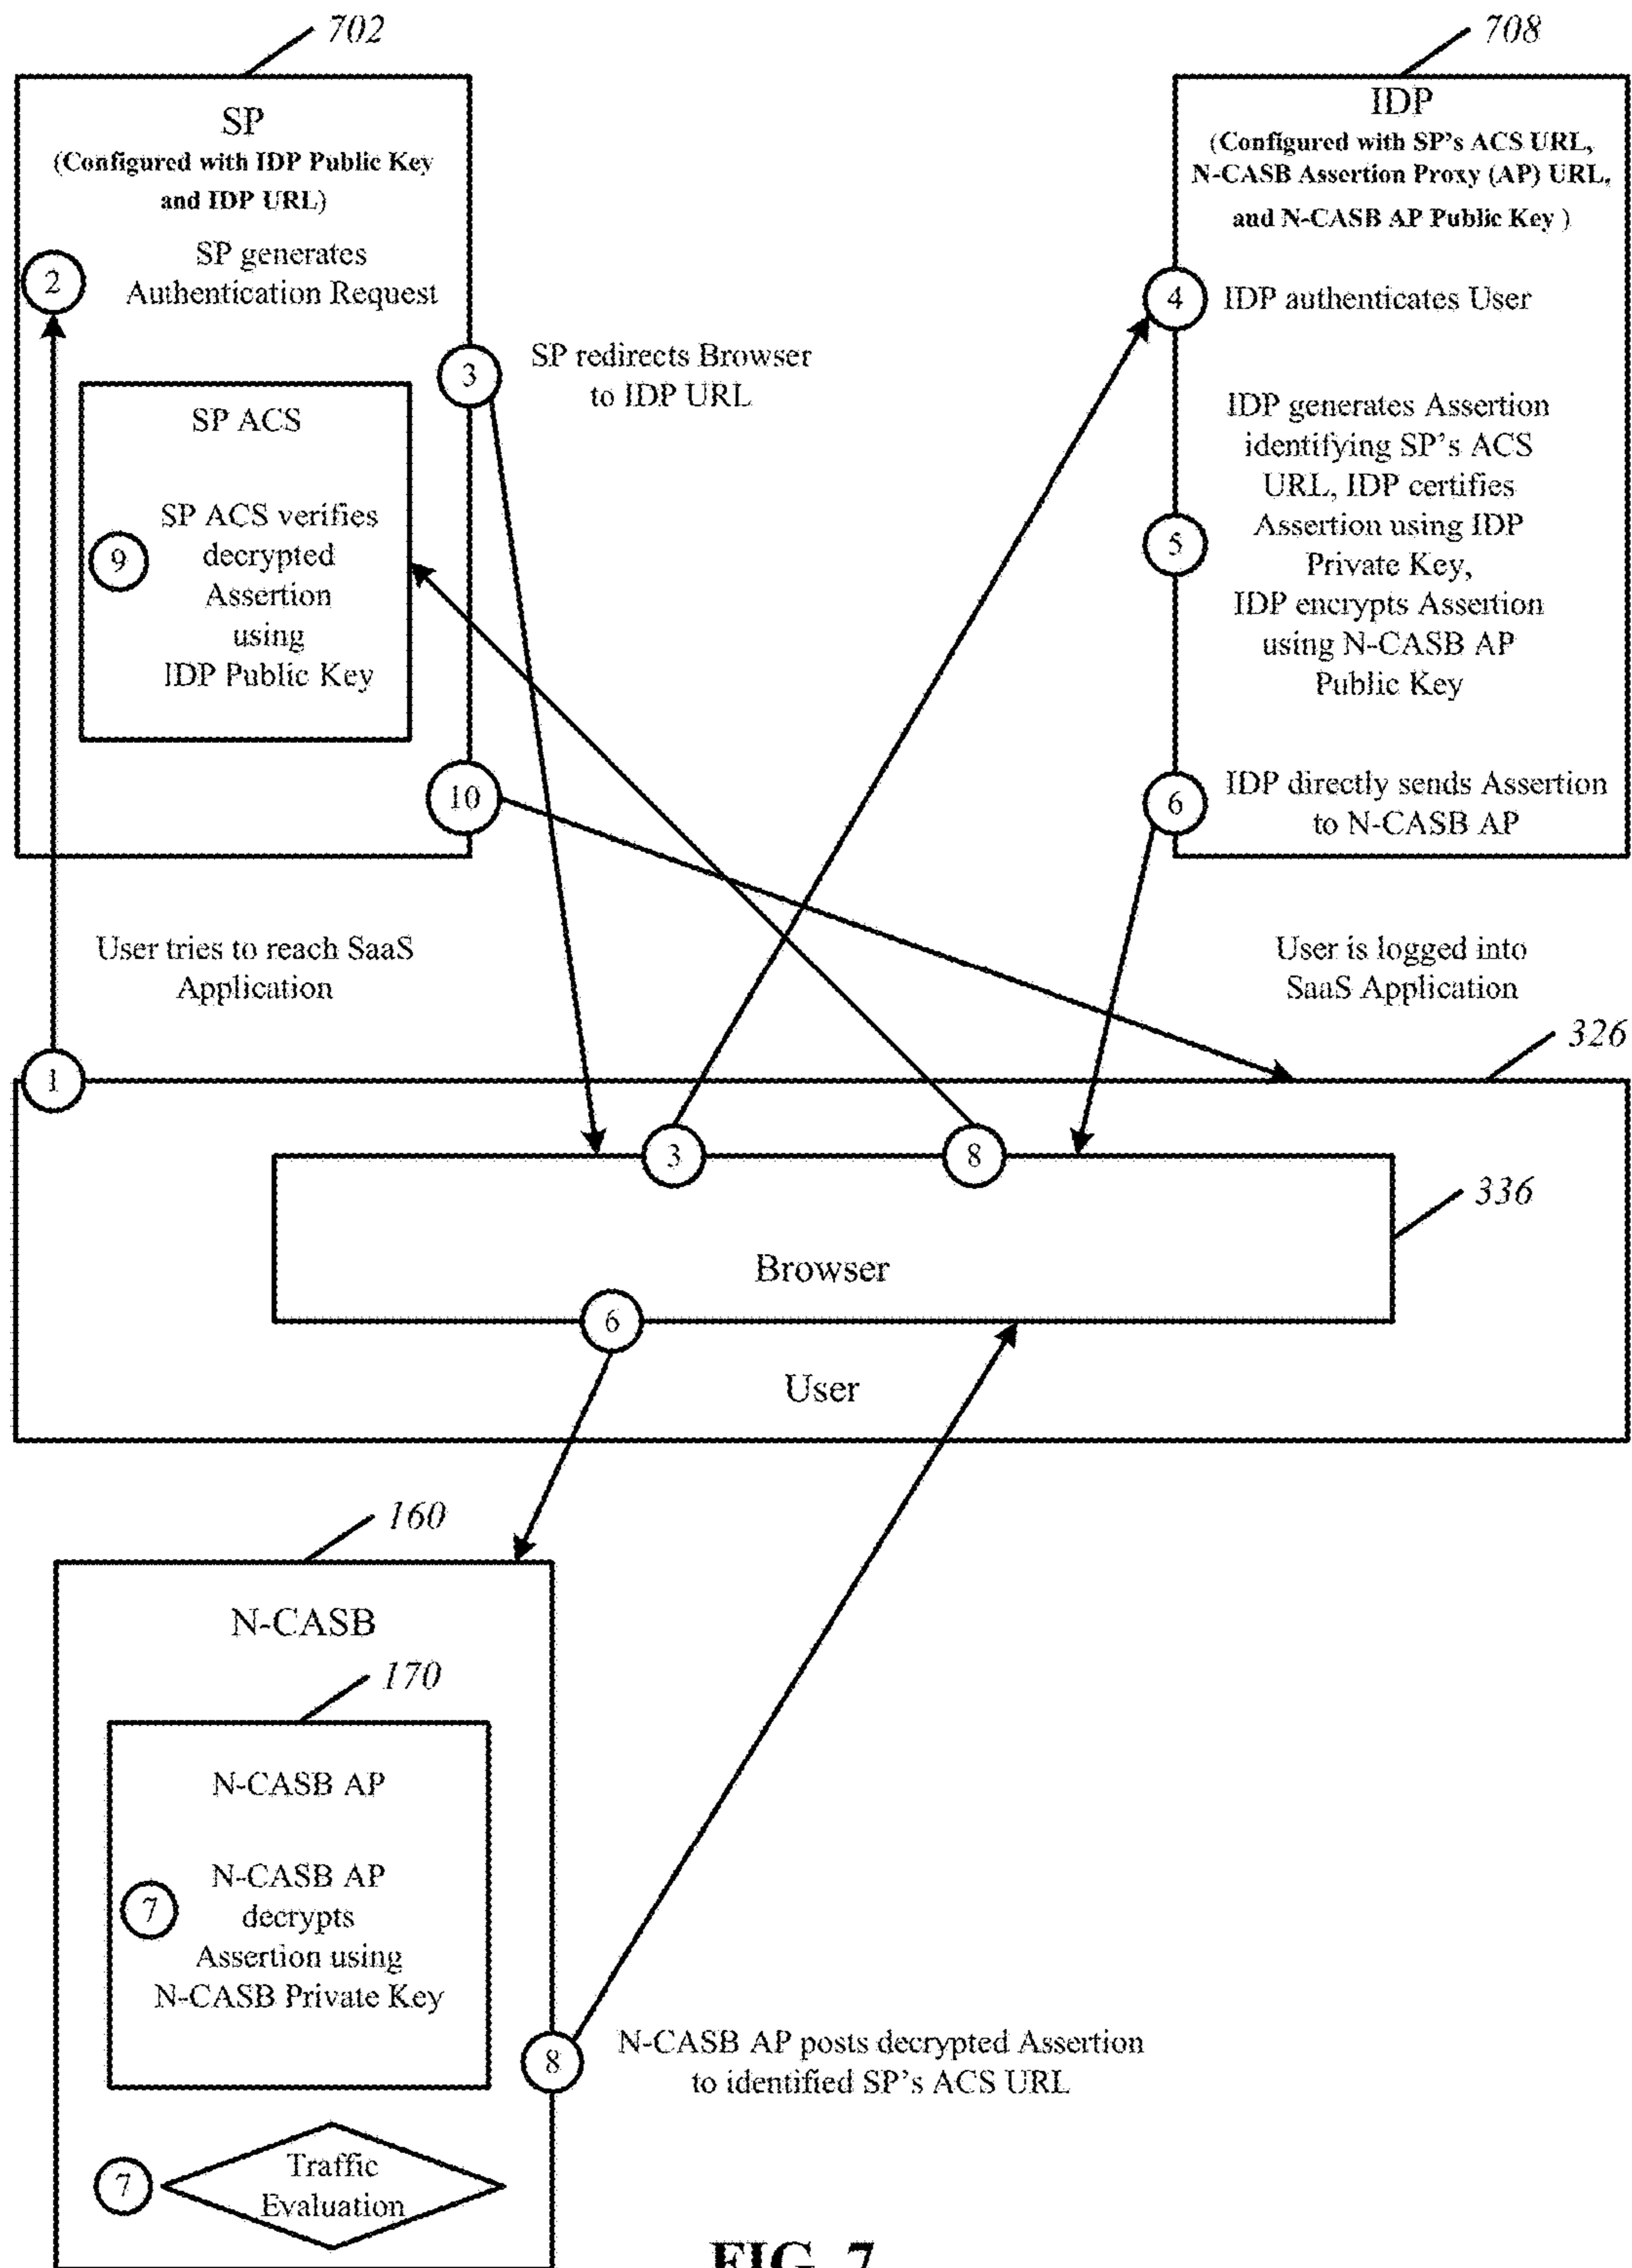 702
708
SP
(Configured with IDP Public Key
and IDP URL)
2
SP generates
Authentication Request
3
SP redirects Browser
to IDP URL
SP ACS
9
SP ACS verifies
decrypted
Assertion
using
IDP Public Key
10
IDP
(Configured with SP's ACS URL,
N-CASB Assertion Proxy (AP) URL,
and N-CASB AP Public Key )
4
IDP authenticates User
5
IDP generates Assertion
identifying SP's ACS
URL, IDP certifies
Assertion using IDP
Private Key,
IDP encrypts Assertion
using N-CASB AP
Public Key
6
IDP directly sends Assertion
to N-CASB AP
User tries to reach SaaS
Application
User is logged into
SaaS Application
326
1
3
8
336
Browser
6
User
160
N-CASB
170
N-CASB AP
7
N-CASB AP
decrypts
Assertion using
N-CASB Private Key
8
N-CASB AP posts decrypted Assertion
to identified SP's ACS URL
7
Traffic
Evaluation
FIG. 7